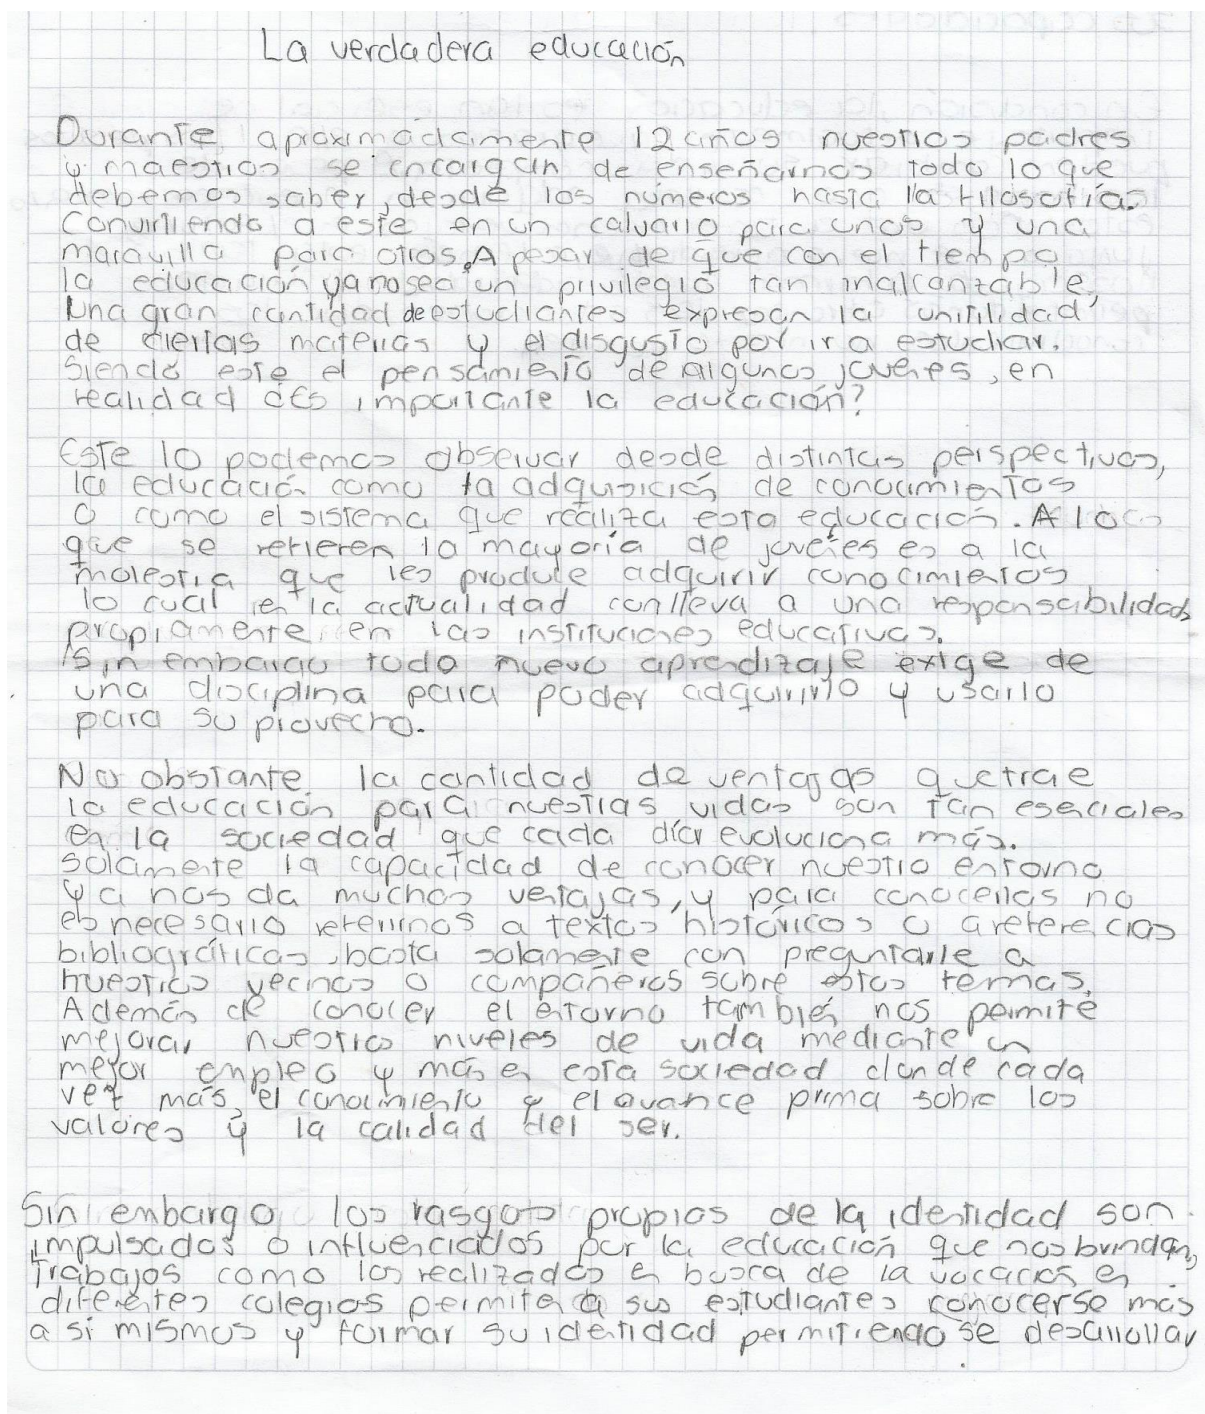 La verdadera educación
Durante aproximadamente 12 años nuestros padres
y maestros se encargan de enseñarnos todo lo que
debemos saber, desde los números hasta la filosofía.
Convirtiendo a este en un calvario para unos y una
maravilla para otros. A pesar de que con el tiempo
la educación ya no sea un privilegio tan inalcanzable,
una gran cantidad de estudiantes expresan la
de ciertas materias y el disgusto por ir a estudiar.
Siendo este el pensamiento de algunos jovenes, en
realidad ¿Es importante la educación?
Este lo podemos observar desde distintas perspectivas,
la educación como la adquisición de conocimientos
o como el sistema que realiza esta educación. A lo
que se refieren la mayoría de jovenes es a la
molestia que les produce adquirir conocimientos
lo cual en la actualidad conlleva a una responsabilidad,
propiamente en las instituciones educativas.
Sin embargo todo nuevo aprendizaje exige de
una disciplina para poder adquirirlo y usarlo
para su provecho.
No obstante, la cantidad de ventajas que trae
la educación para nuestras vidas son tan esenciales
en la sociedad que cada día evoluciona más.
solamente la capacidad de conocer nuestro entorno
ya nos da muchas ventajas, y para conocerlas no
es necesario referirnos a textos históricos o a referencias
bibliográficas, basta solamente con preguntarle a
nuestros vecinos o compañeros sobre estos temas.
Además de conocer el entorno también nos permite
mejorar nuestros niveles de vida mediante un
mejor empleo y más en esta sociedad donde cada
vez más, el conocimiento y el avance prima sobre los
valores y la calidad del ser.
Sin embargo, los rasgos propios de la identidad son
impulsados o influenciados por la educación que nos brindan,
Trabajos como los realizados en busca de la vocación en
diferentes colegios permiten a sus estudiantes conocerse más
a si mismos y formar su identidad permitiendose desarrollar